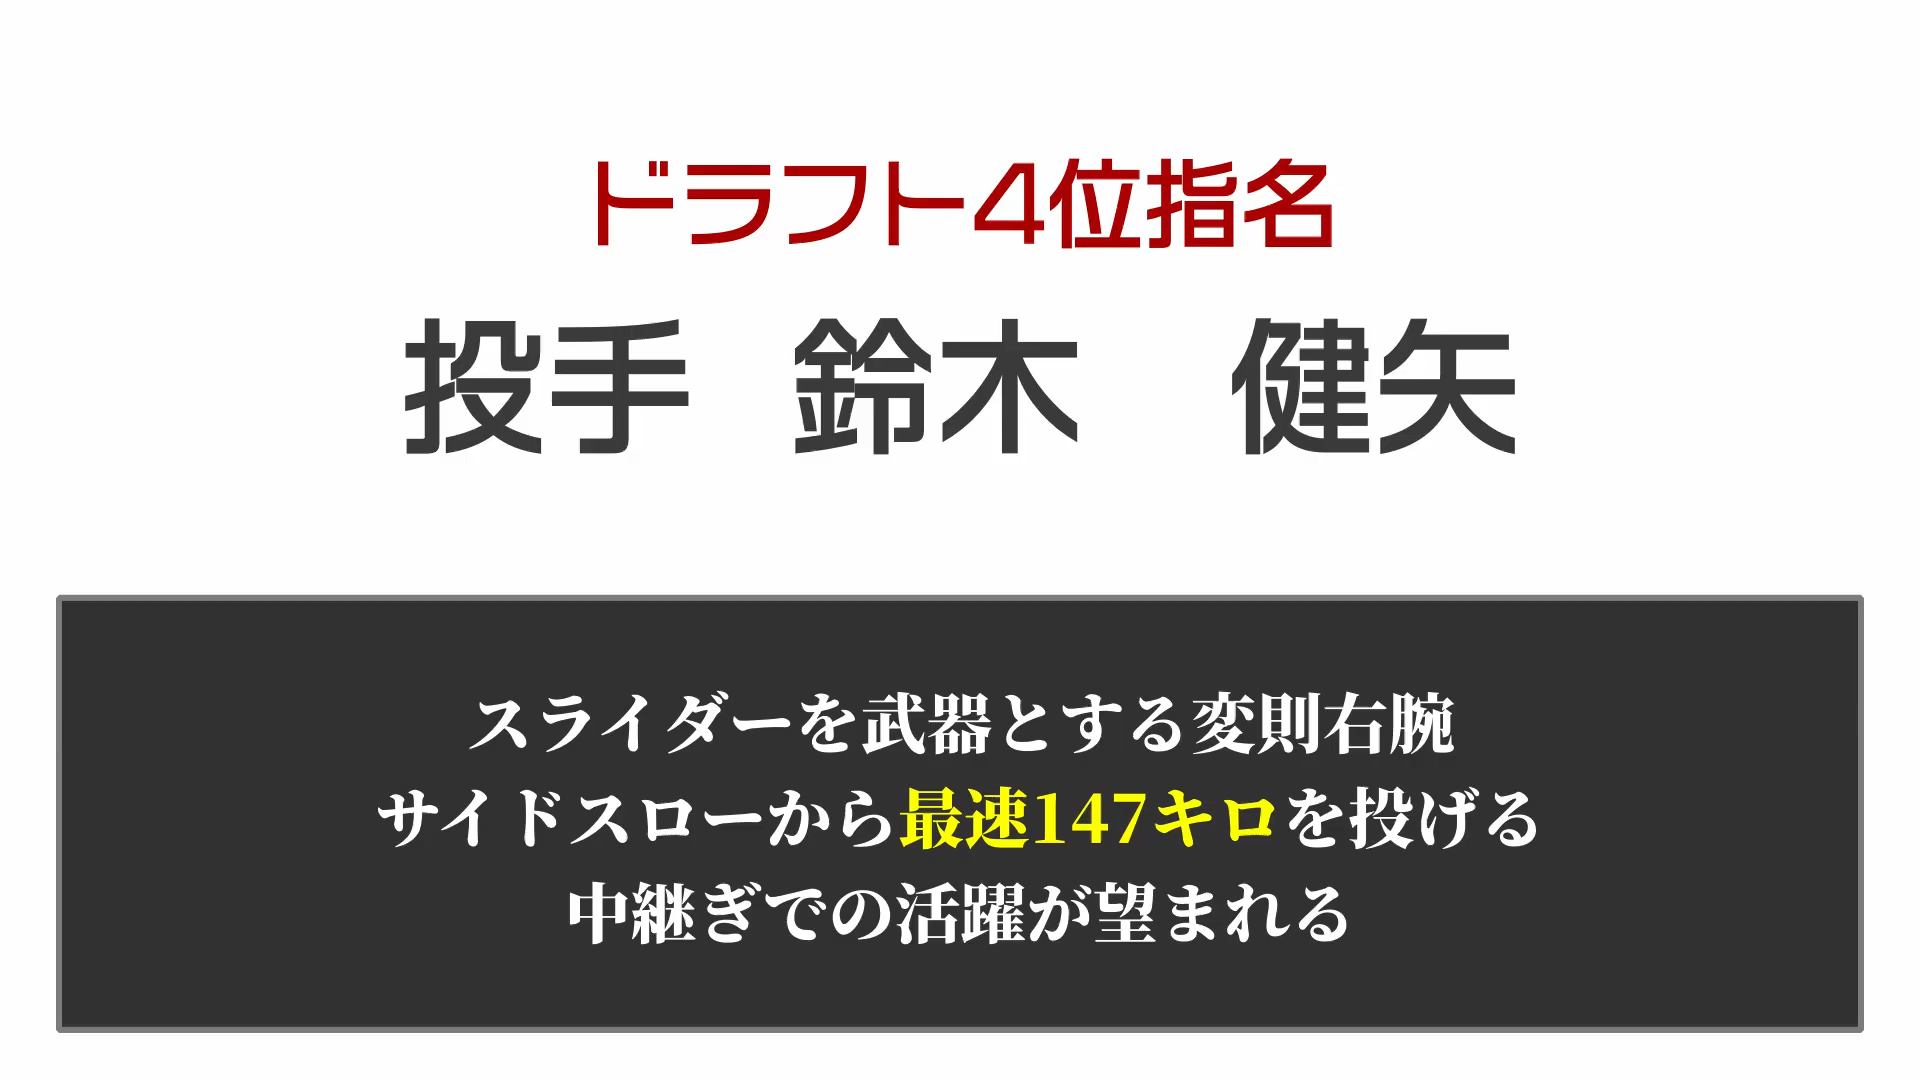 ドラフト4位指名
投手 鈴木　健矢
スライダーを武器とする変則右腕
サイドスローから最速147キロを投げる
中継ぎでの活躍が望まれる